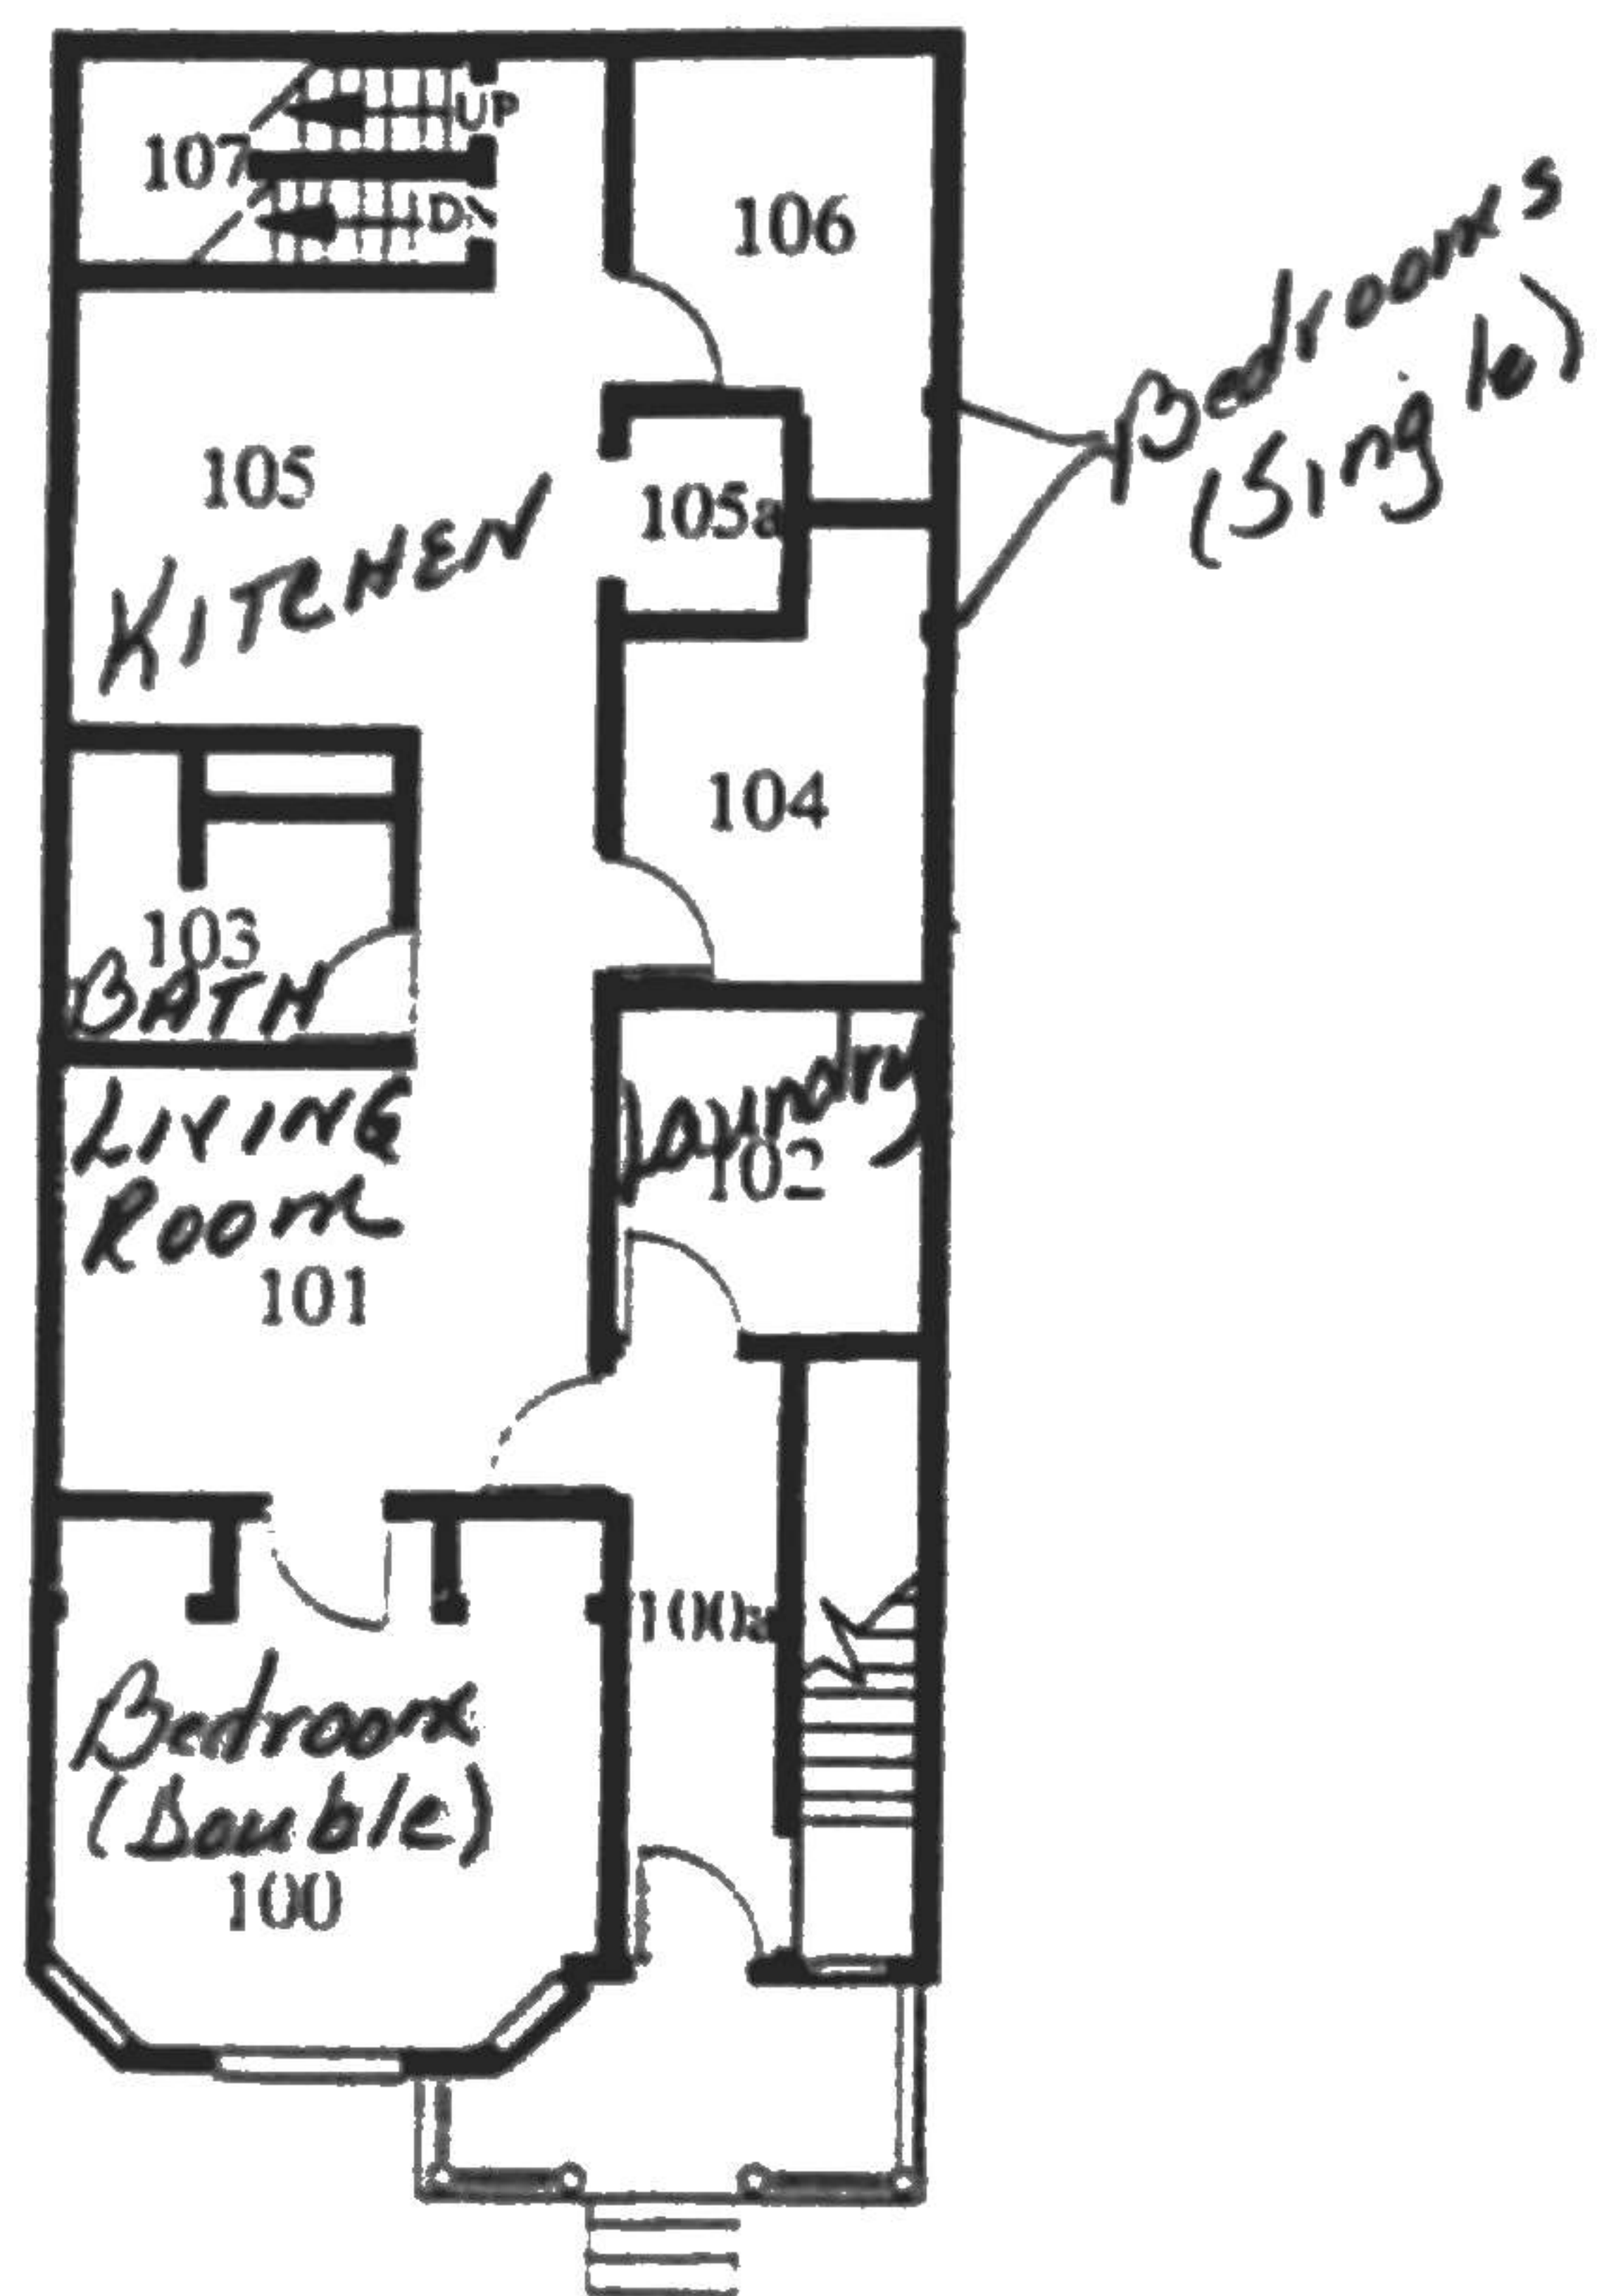 UP
107
DN
106
Bedrooms
(Single)
105
KITCHEN
105a
104
103
BATH
LIVING
ROOM
101
Laundry
102
100a
Bedroom
(Double)
100